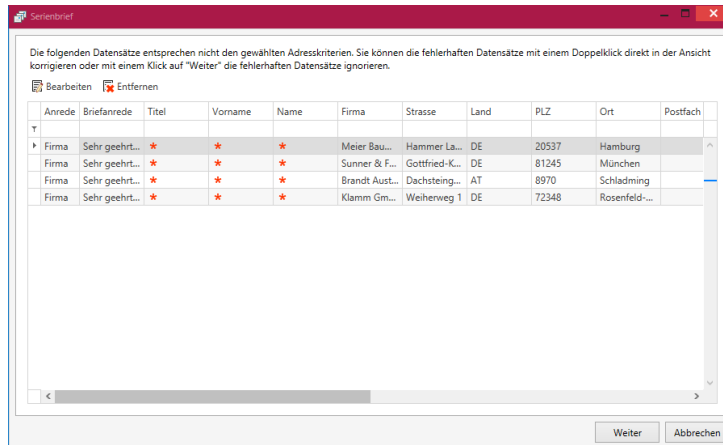 Serienbrief
Die folgenden Datensätze entsprechen nicht den gewählten Adresskriterien. Sie können die fehlerhaften Datensätze mit einem Doppelklick direkt in der Ansicht
korrigieren oder mit einem Klick auf "Weiter" die fehlerhaften Datensätze ignorieren.
Bearbeiten Entfernen
Anrede Briefanrede Titel Vorname Name Firma Strasse Land PLZ Ort Postfach
Firma Sehr geehrt... * * * Meier Bau... Hammer La... DE 20537 Hamburg
Firma Sehr geehrt... * * * Sunner & F... Gottfried-K... DE 81245 München
Firma Sehr geehrt... * * * Brandt Aust... Dachsteing... AT 8970 Schladming
Firma Sehr geehrt... * * * Klamm Gm... Weiherweg 1 DE 72348 Rosenfeld-...
Weiter Abbrechen